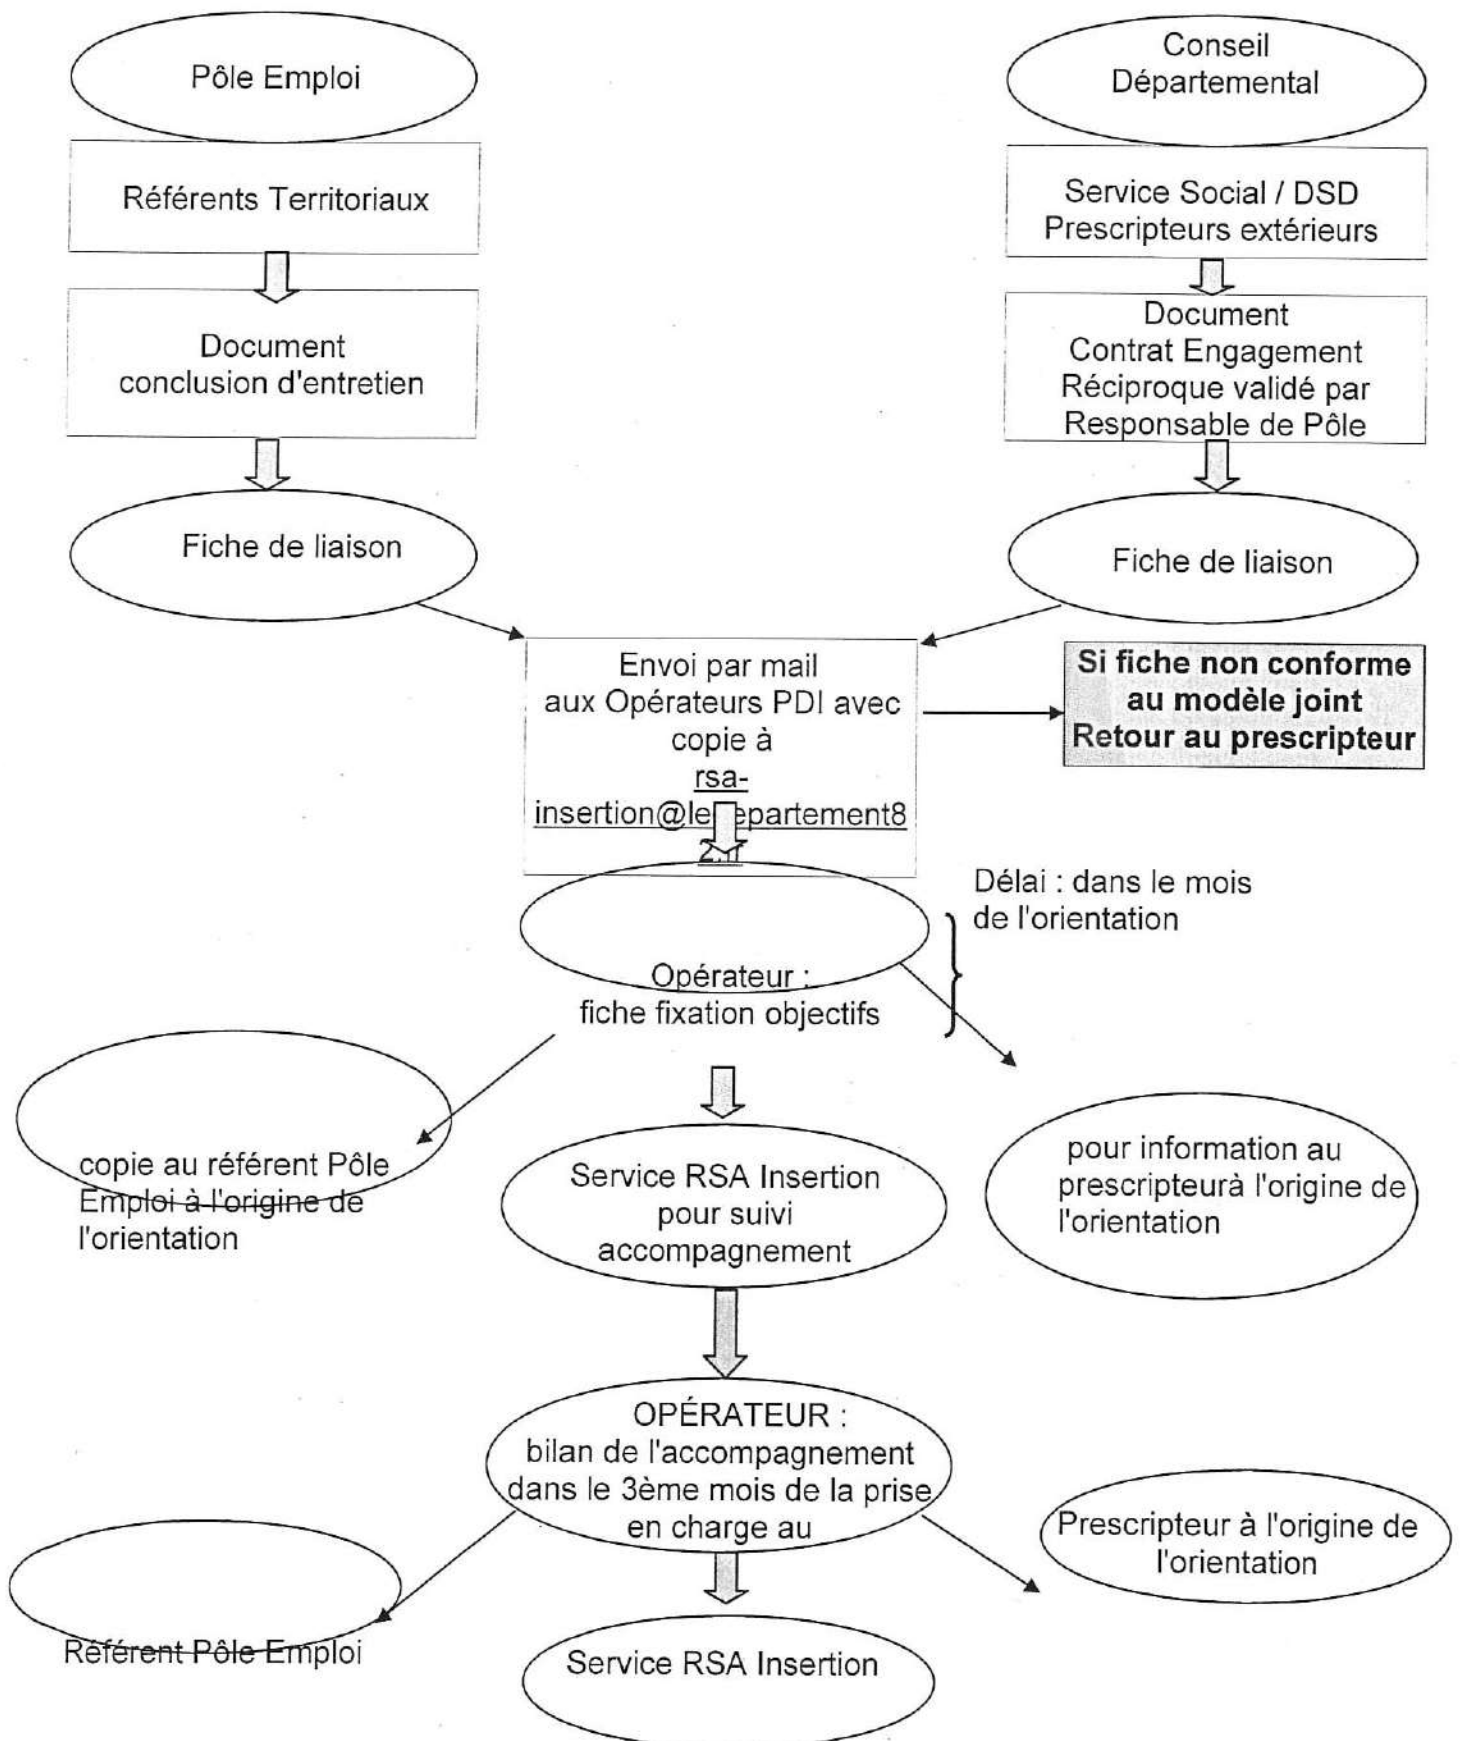 Pôle Emploi
Conseil
Départemental
Référents Territoriaux
Service Social / DSD
Prescripteurs extérieurs
Document
conclusion d'entretien
Document
Contrat Engagement
Réciproque validé par
Responsable de Pôle
Fiche de liaison
Fiche de liaison
Envoi par mail
aux Opérateurs PDI avec
copie à
rsa-
Si fiche non conforme
au modèle joint
Retour au prescripteur
Délai : dans le mois
de l'orientation
Opérateur :
fiche fixation objectifs
copie au référent Pôle
Emploi à l'origine de
l'orientation
Service RSA Insertion
pour suivi
accompagnement
pour information au
prescripteurà l'origine de
l'orientation
OPÉRATEUR :
bilan de l'accompagnement
dans le 3ème mois de la prise
en charge au
Prescripteur à l'origine de
l'orientation
Référent Pôle Emploi
Service RSA Insertion